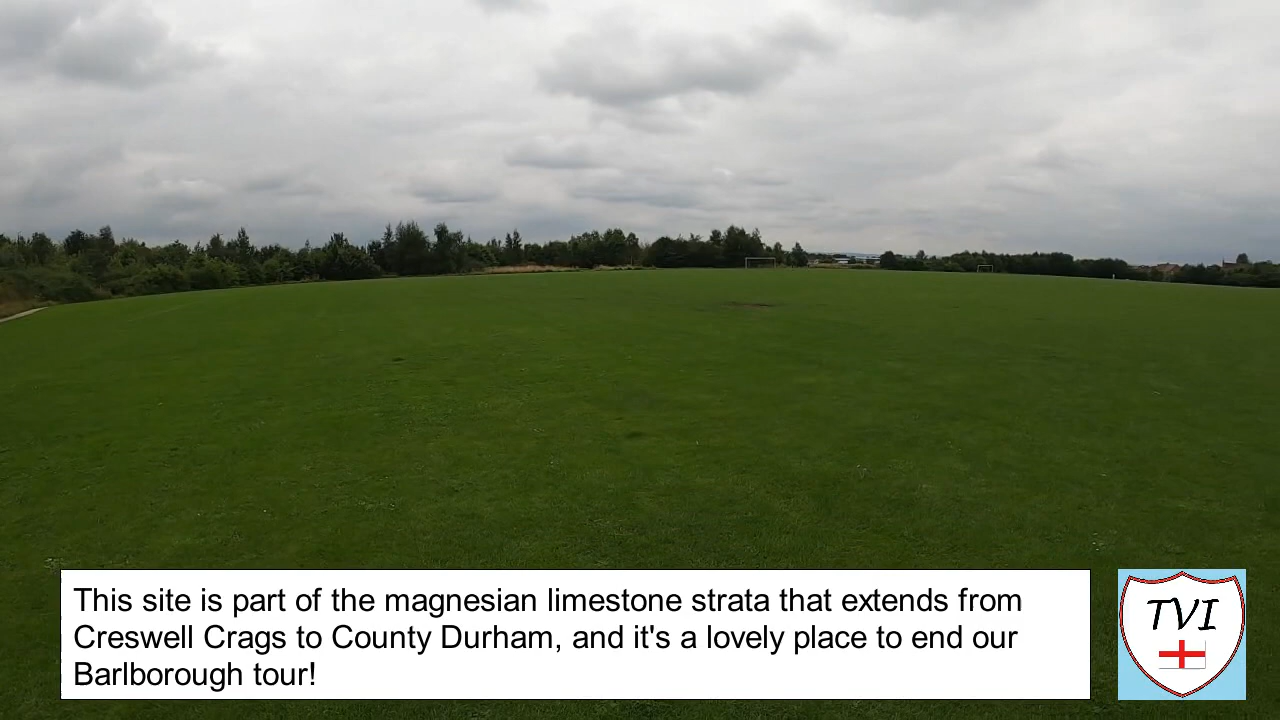 This site is part of the magnesian limestone strata that extends from
Creswell Crags to County Durham, and it's a lovely place to end our
Barlborough tour!
TVI